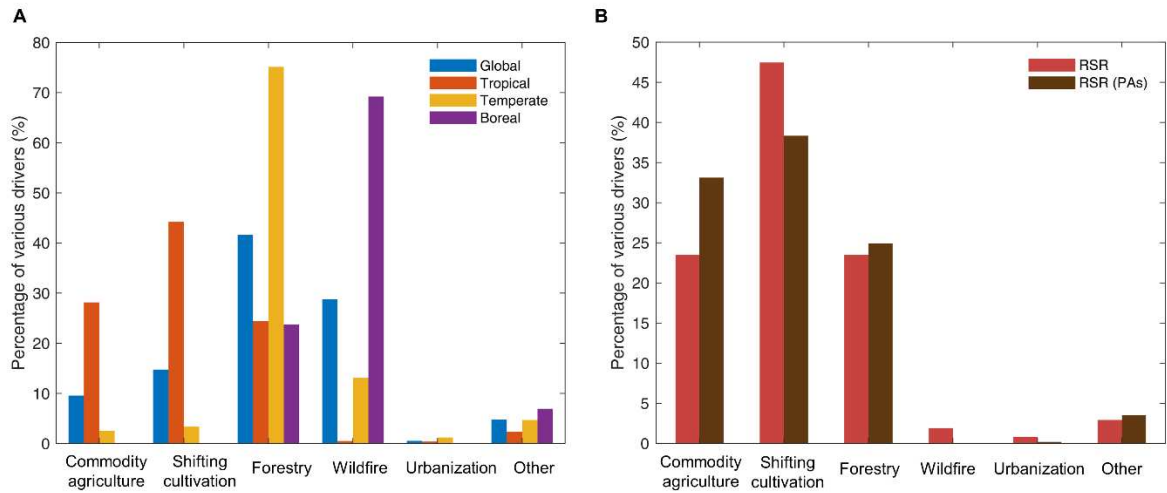 A
Percentage of various drivers (%)
80
70
60
50
40
30
20
10
0
Global
Tropical
Temperate
Boreal
Commodity
agriculture
Shifting
cultivation
Forestry
Wildfire
Urbanization
Other
B
Percentage of various drivers (%)
50
45
40
35
30
25
20
15
10
5
0
RSR
RSR (PAs)
Commodity
agriculture
Shifting
cultivation
Forestry
Wildfire
Urbanization
Other